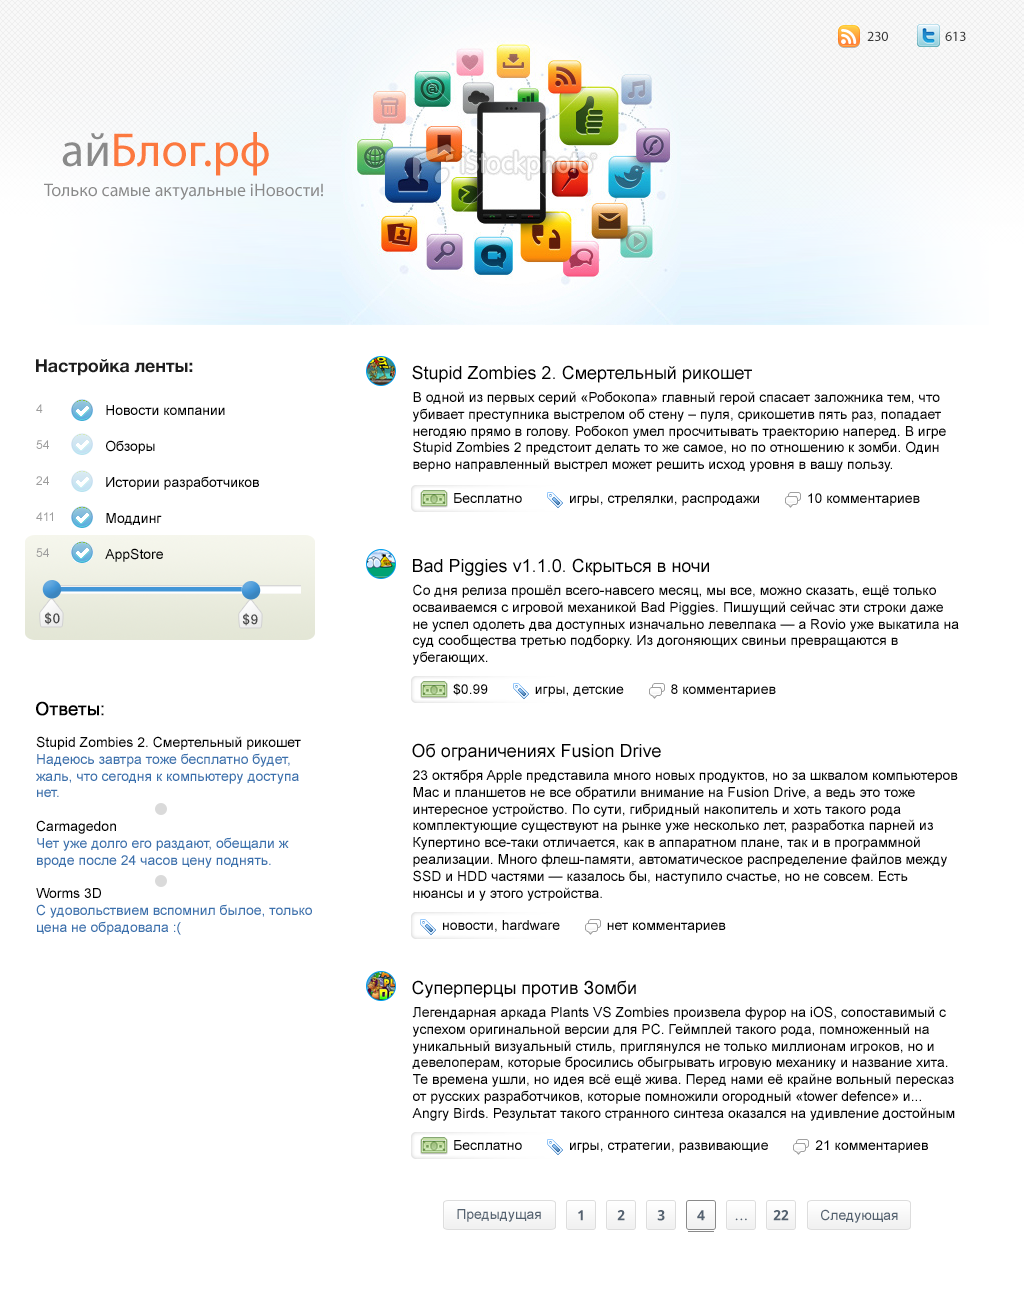 230
613
айБлог.рф
Только самые актуальные iНовости!
iStockphoto
Настройка ленты:
4 Новости компании
54 Обзоры
24 Истории разработчиков
411 Моддинг
54 AppStore
$0 $9
Ответы:
Stupid Zombies 2. Смертельный рикошет
Надеюсь завтра тоже бесплатно будет,
жаль, что сегодня к компьютеру доступа
нет.
Carmagedon
Чет уже долго его раздают, обещали ж
вроде после 24 часов цену поднять.
Worms 3D
С удовольствием вспомнил былое, только
цена не обрадовала :(
Stupid Zombies 2. Смертельный рикошет
В одной из первых серий «Робокопа» главный герой спасает заложника тем, что
убивает преступника выстрелом об стену – пуля, срикошетив пять раз, попадает
негодяю прямо в голову. Робокоп умел просчитывать траекторию наперед. В игре
Stupid Zombies 2 предстоит делать то же самое, но по отношению к зомби. Один
верно направленный выстрел может решить исход уровня в вашу пользу.
Бесплатно игры, стрелялки, распродажи 10 комментариев
Bad Piggies v1.1.0. Скрыться в ночи
Со дня релиза прошёл всего-навсего месяц, мы все, можно сказать, ещё только
осваиваемся с игровой механикой Bad Piggies. Пишущий сейчас эти строки даже
не успел одолеть два доступных изначально левелпака — а Rovio уже выкатила на
суд сообщества третью подборку. Из догоняющих свиньи превращаются в
убегающих.
$0.99 игры, детские 8 комментариев
Об ограничениях Fusion Drive
23 октября Apple представила много новых продуктов, но за шквалом компьютеров
Mac и планшетов не все обратили внимание на Fusion Drive, а ведь это тоже
интересное устройство. По сути, гибридный накопитель и хоть такого рода
комплектующие существуют на рынке уже несколько лет, разработка парней из
Купертино все-таки отличается, как в аппаратном плане, так и в программной
реализации. Много флеш-памяти, автоматическое распределение файлов между
SSD и HDD частями — казалось бы, наступило счастье, но не совсем. Есть
нюансы и у этого устройства.
новости, hardware нет комментариев
Суперперцы против Зомби
Легендарная аркада Plants VS Zombies произвела фурор на iOS, сопоставимый с
успехом оригинальной версии для PC. Геймплей такого рода, помноженный на
уникальный визуальный стиль, приглянулся не только миллионам игроков, но и
девелоперам, которые бросились обыгрывать игровую механику и название хита.
Те времена ушли, но идея всё ещё жива. Перед нами её крайне вольный пересказ
от русских разработчиков, которые помножили огородный «tower defence» и...
Angry Birds. Результат такого странного синтеза оказался на удивление достойным
Бесплатно игры, стратегии, развивающие 21 комментариев
Предыдущая 1 2 3 4 ... 22 Следующая